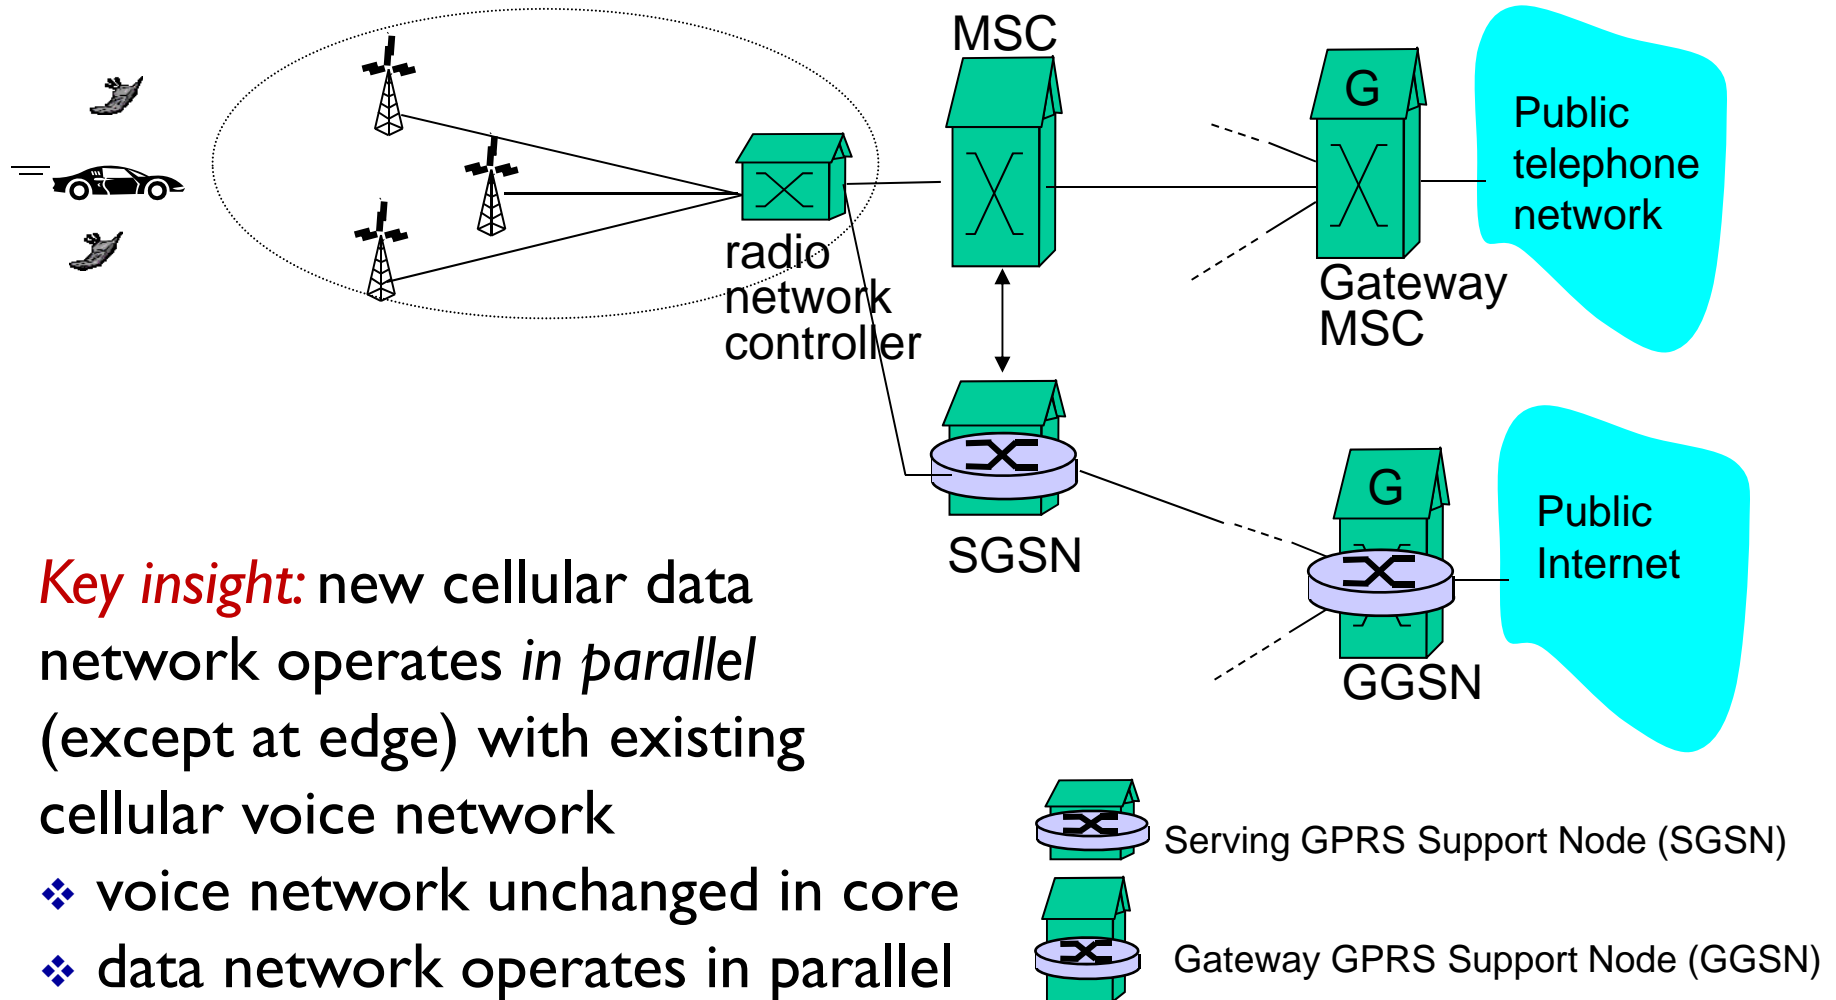 MSC
G
Public
telephone
network
radio
network
controller
Gateway
MSC
G
Public
Internet
SGSN
GGSN
Key insight: new cellular data
network operates in parallel
(except at edge) with existing
cellular voice network
❖ voice network unchanged in core
❖ data network operates in parallel
Serving GPRS Support Node (SGSN)
Gateway GPRS Support Node (GGSN)